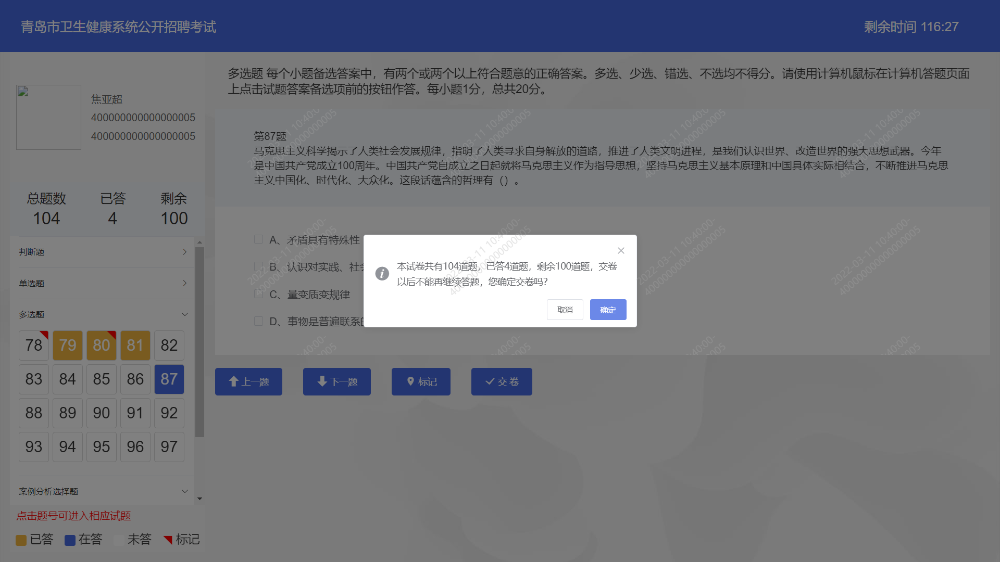 青岛市卫生健康系统公开招聘考试
剩余时间 116:27
焦亚超
400000000000000005
400000000000000005
总题数 已答 剩余
104 4 100
判断题
单选题
多选题
78 79 80 81 82
83 84 85 86 87
88 89 90 91 92
93 94 95 96 97
案例分析选择题
点击题号可进入相应试题
已答 在答 未答 标记
多选题 每个小题备选答案中，有两个或两个以上符合题意的正确答案。多选、少选、错选、不选均不得分。请使用计算机鼠标在计算机答题页面
上点击试题答案备选项前的按钮作答。每小题1分，总共20分。
第87题
马克思主义科学揭示了人类社会发展规律，指明了人类寻求自身解放的道路，推进了人类文明进程，是我们认识世界、改造世界的强大思想武器。今年
是中国共产党成立100周年。中国共产党自成立之日起就将马克思主义作为指导思想，坚持马克思主义基本原理和中国具体实际相结合，不断推进马克思
主义中国化、时代化、大众化。这段话蕴含的哲理有（）。
A、矛盾具有特殊性
B、认识对实践、社会
C、量变质变规律
D、事物是普遍联系的
本试卷共有104道题，已答4道题，剩余100道题，交卷
以后不能再继续答题，您确定交卷吗?
取消 确定
上一题 下一题 标记 交 卷
2022-03-11 10:40:00-
400000000000000005